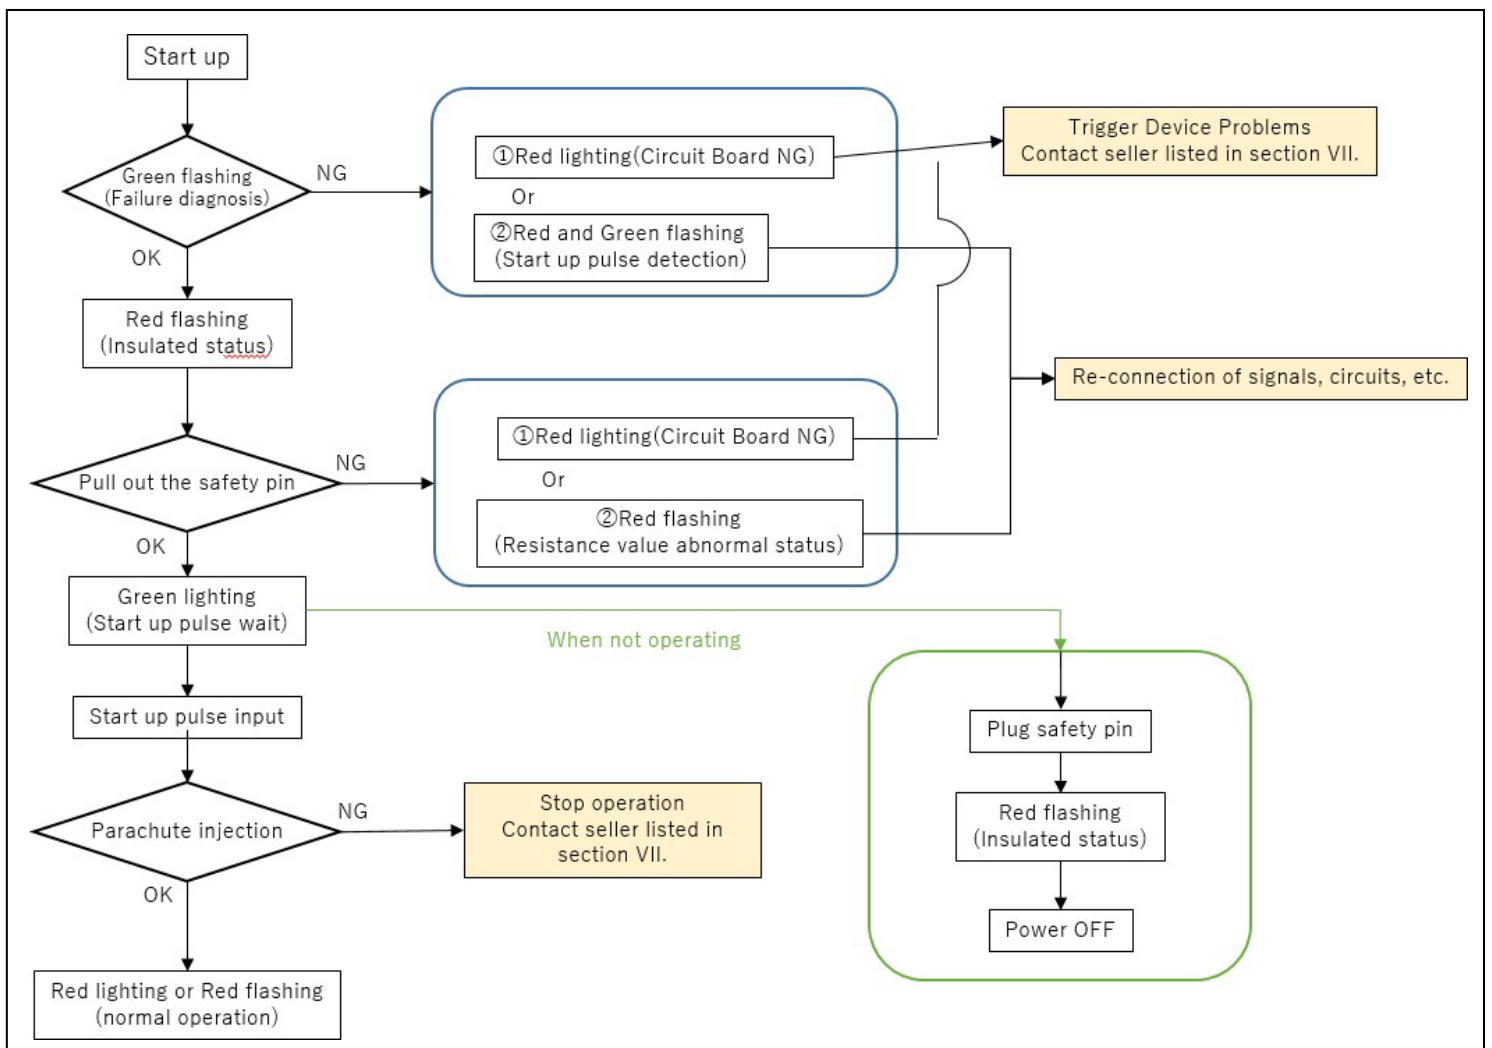 Start up
Green flashing
(Failure diagnosis)
NG
OK
①Red lighting(Circuit Board NG)
Or
②Red and Green flashing
(Start up pulse detection)
Trigger Device Problems
Contact seller listed in section VII.
Red flashing
(Insulated status)
Pull out the safety pin
NG
OK
①Red lighting(Circuit Board NG)
Or
②Red flashing
(Resistance value abnormal status)
Re-connection of signals, circuits, etc.
Green lighting
(Start up pulse wait)
When not operating
Start up pulse input
Parachute injection
NG
OK
Stop operation
Contact seller listed in
section VII.
Red lighting or Red flashing
(normal operation)
Plug safety pin
Red flashing
(Insulated status)
Power OFF